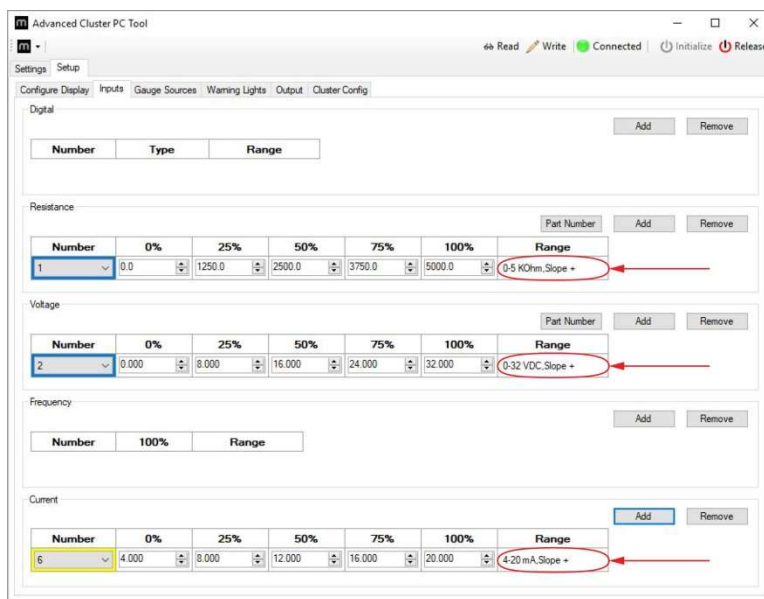 Advanced Cluster PC Tool
Read Write Connected Initialize Release
Settings Setup
Configure Display Inputs Gauge Sources Warning Lights Output Cluster Config
Digital
Add Remove
Number Type Range
Resistance
Part Number Add Remove
Number 0% 25% 50% 75% 100% Range
1 0.0 1250.0 2500.0 3750.0 5000.0 0-5 KOhm,Slope +
Voltage
Part Number Add Remove
Number 0% 25% 50% 75% 100% Range
2 0.000 8.000 16.000 24.000 32.000 0-32 VDC,Slope +
Frequency
Add Remove
Number 100% Range
Current
Add Remove
Number 0% 25% 50% 75% 100% Range
6 4.000 8.000 12.000 16.000 20.000 4-20 mA,Slope +